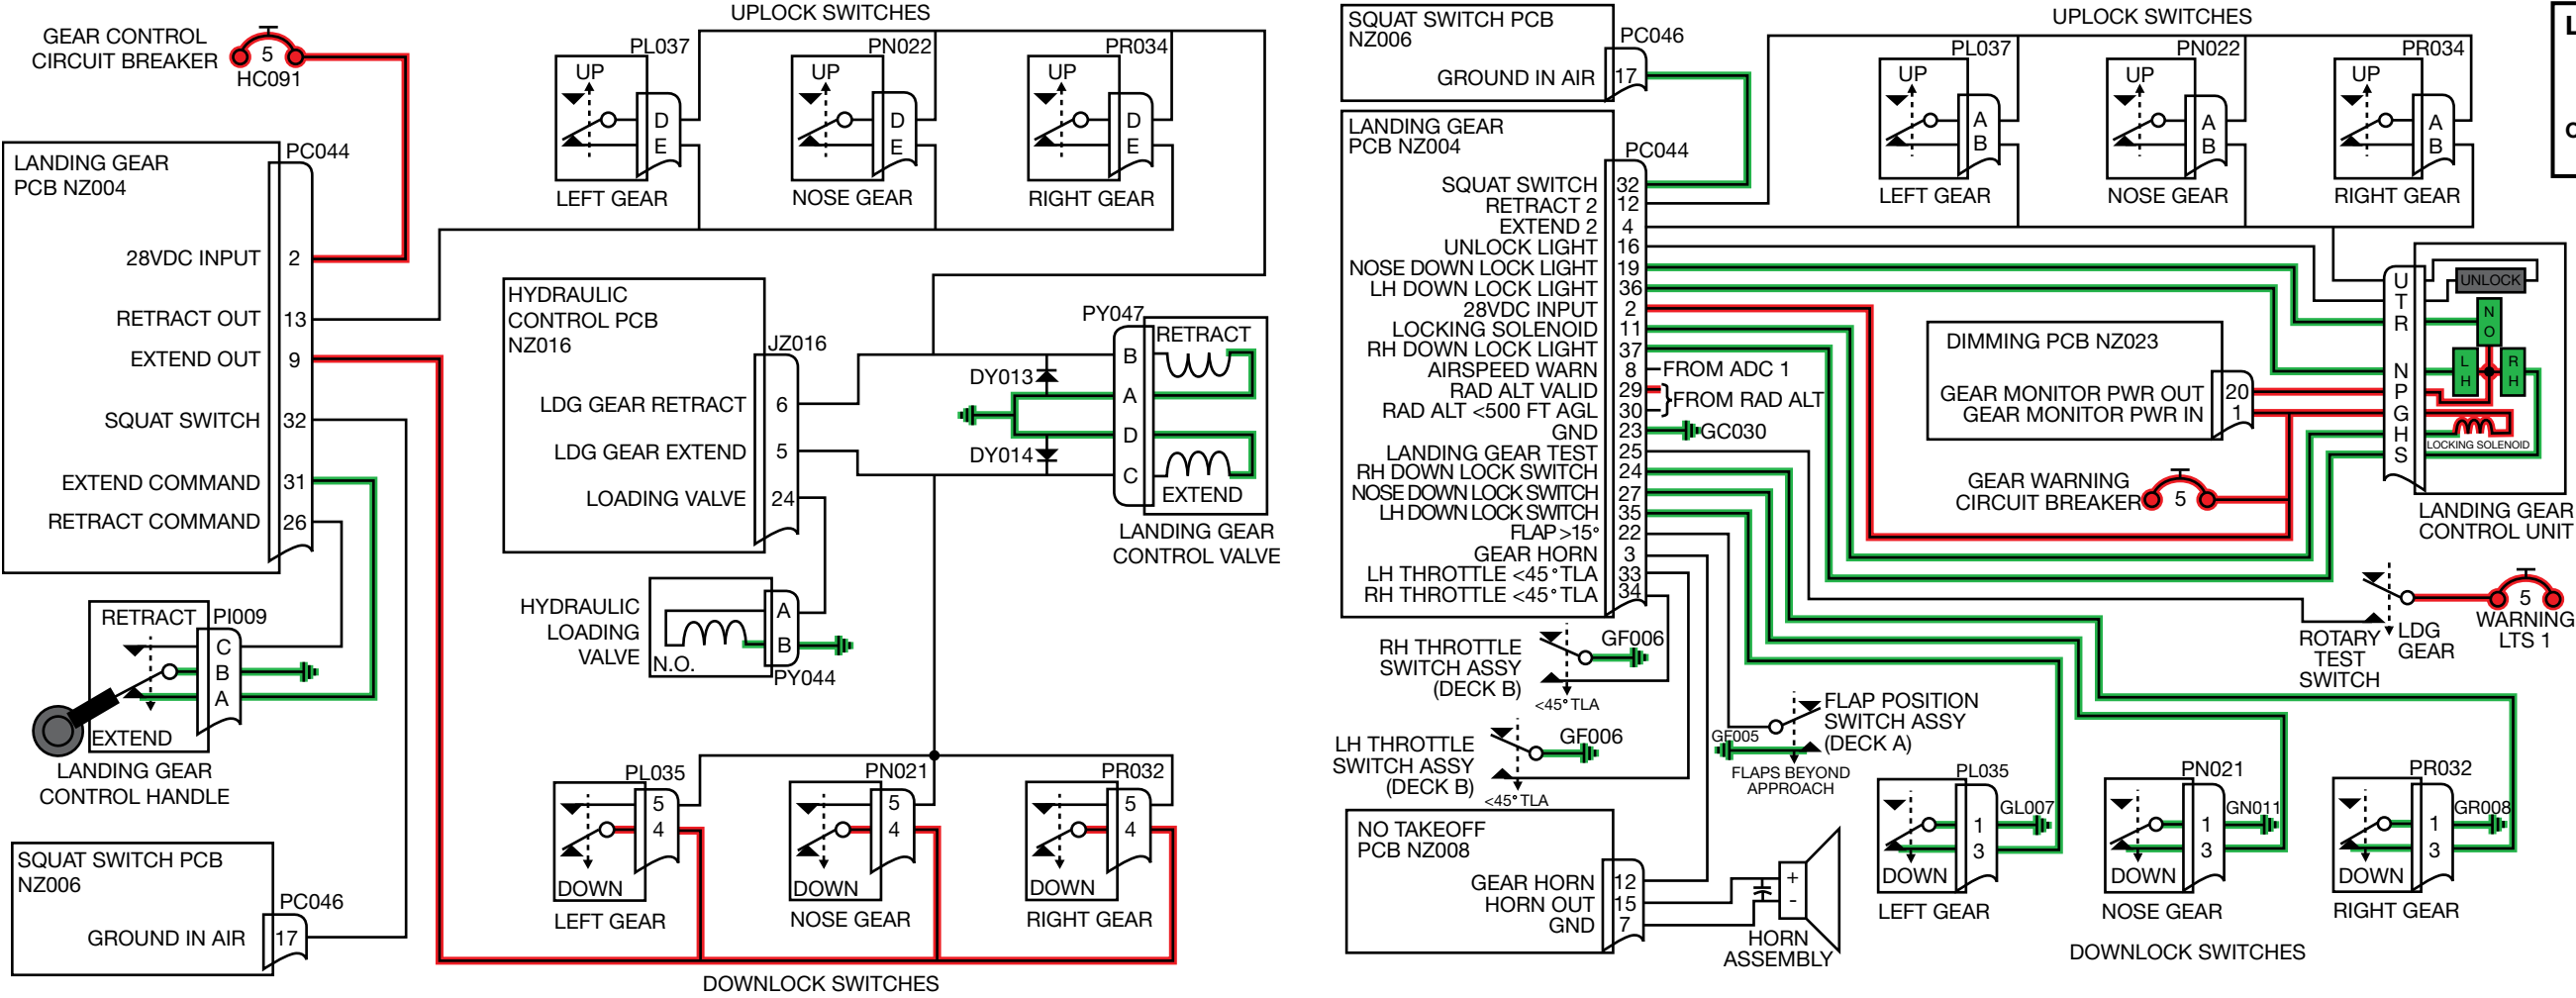 UPLOCK SWITCHES
GEAR CONTROL
CIRCUIT BREAKER
5
HC091
PL037
UP
D
E
LEFT GEAR
PN022
UP
D
E
NOSE GEAR
PR034
UP
D
E
RIGHT GEAR
LANDING GEAR
PCB NZ004
PC044
28VDC INPUT 2
RETRACT OUT 13
EXTEND OUT 9
SQUAT SWITCH 32
EXTEND COMMAND 31
RETRACT COMMAND 26
HYDRAULIC
CONTROL PCB
NZ016
JZ016
LDG GEAR RETRACT 6
LDG GEAR EXTEND 5
LOADING VALVE 24
DY013
DY014
PY047
B
A
D
C
RETRACT
EXTEND
LANDING GEAR
CONTROL VALVE
HYDRAULIC
LOADING
VALVE
N.O.
A
B
PY044
RETRACT
PI009
C
B
A
EXTEND
LANDING GEAR
CONTROL HANDLE
SQUAT SWITCH PCB
NZ006
PC046
GROUND IN AIR 17
PL035
5
4
DOWN
LEFT GEAR
PN021
5
4
DOWN
NOSE GEAR
PR032
5
4
DOWN
RIGHT GEAR
DOWNLOCK SWITCHES
SQUAT SWITCH PCB
NZ006
PC046
GROUND IN AIR 17
UPLOCK SWITCHES
PL037
UP
A
B
LEFT GEAR
PN022
UP
A
B
NOSE GEAR
PR034
UP
A
B
RIGHT GEAR
L
LANDING GEAR
PCB NZ004
PC044
SQUAT SWITCH 32
RETRACT 2 12
EXTEND 2 4
UNLOCK LIGHT 16
NOSE DOWN LOCK LIGHT 19
LH DOWN LOCK LIGHT 36
28VDC INPUT 2
LOCKING SOLENOID 11
RH DOWN LOCK LIGHT 37
AIRSPEED WARN 8 FROM ADC 1
RAD ALT VALID 29
RAD ALT <500 FT AGL 30
FROM RAD ALT
GND 23 GC030
LANDING GEAR TEST 25
RH DOWN LOCK SWITCH 24
NOSE DOWN LOCK SWITCH 27
LH DOWN LOCK SWITCH 35
FLAP >15° 22
GEAR HORN 3
LH THROTTLE <45° TLA 33
RH THROTTLE <45° TLA 34
DIMMING PCB NZ023
GEAR MONITOR PWR OUT 20
GEAR MONITOR PWR IN 1
GEAR WARNING
CIRCUIT BREAKER
5
U
T
R
N
P
G
H
S
UNLOCK
NO
LH
RH
LOCKING SOLENOID
LANDING GEAR
CONTROL UNIT
ROTARY
TEST
SWITCH
LDG
GEAR
5
WARNING
LTS 1
RH THROTTLE
SWITCH ASSY
(DECK B)
GF006
<45° TLA
LH THROTTLE
SWITCH ASSY
(DECK B)
GF006
<45° TLA
FLAP POSITION
SWITCH ASSY
(DECK A)
GF005
FLAPS BEYOND
APPROACH
NO TAKEOFF
PCB NZ008
GEAR HORN 12
HORN OUT 15
GND 7
+
-
HORN
ASSEMBLY
PL035
1
3
GL007
DOWN
LEFT GEAR
PN021
1
3
GN011
DOWN
NOSE GEAR
PR032
1
3
GR008
DOWN
RIGHT GEAR
DOWNLOCK SWITCHES